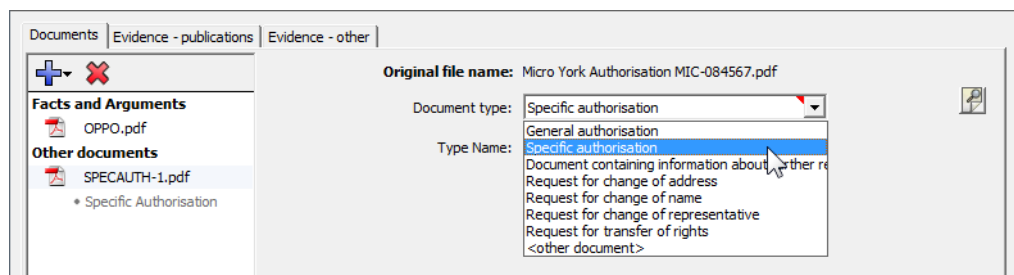 Documents Evidence - publications Evidence - other
Original file name: Micro York Authorisation MIC-084567.pdf
Facts and Arguments
OPPO.pdf
Other documents
SPECAUTH-1.pdf
• Specific Authorisation
Document type: Specific authorisation
Type Name:
General authorisation
Specific authorisation
Document containing information about
Request for change of address
Request for change of name
Request for change of representative
Request for transfer of rights
<other document>